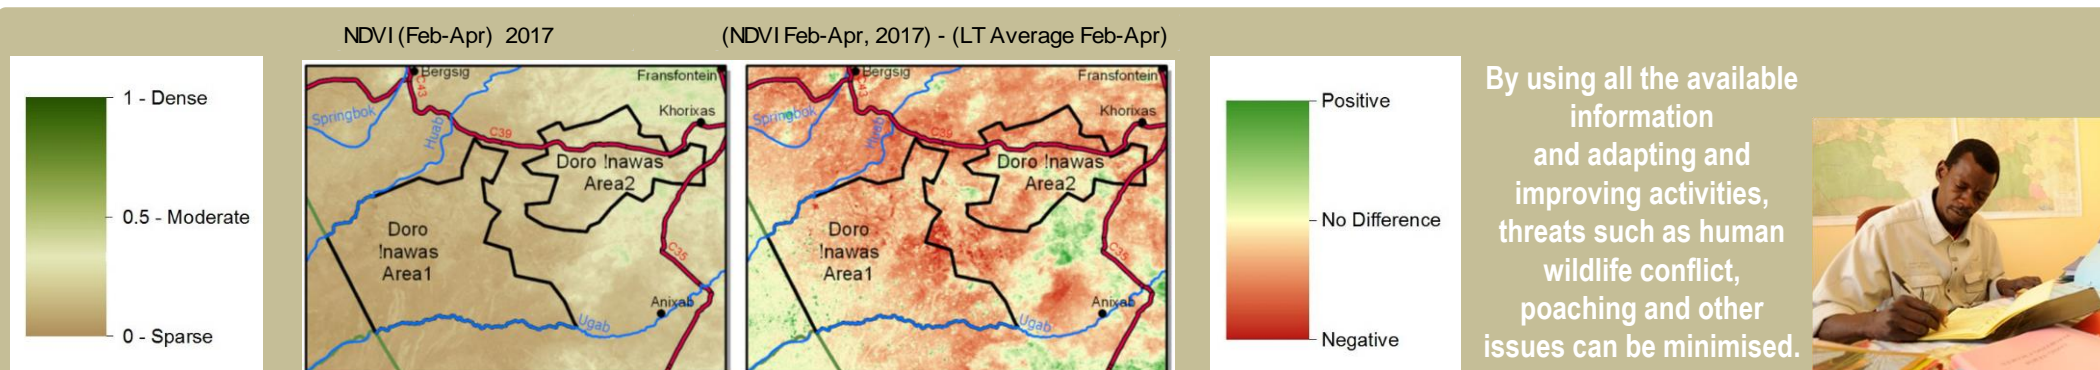 NDVI (Feb-Apr) 2017
(NDVI Feb-Apr, 2017) - (LT Average Feb-Apr)
1 - Dense
0.5 - Moderate
0 - Sparse
Bergsig
Fransfontein
C43
Springbok
Huab
Khorixas
C39
Doro !nawas
Area2
Doro
!nawas
Area1
C35
Anixab
Ugab
Bergsig
Fransfontein
C43
Springbok
Huab
Khorixas
C39
Doro !nawas
Area2
Doro
!nawas
Area1
C35
Anixab
Ugab
Positive
No Difference
Negative
By using all the available
information
and adapting and
improving activities,
threats such as human
wildlife conflict,
poaching and other
issues can be minimised.